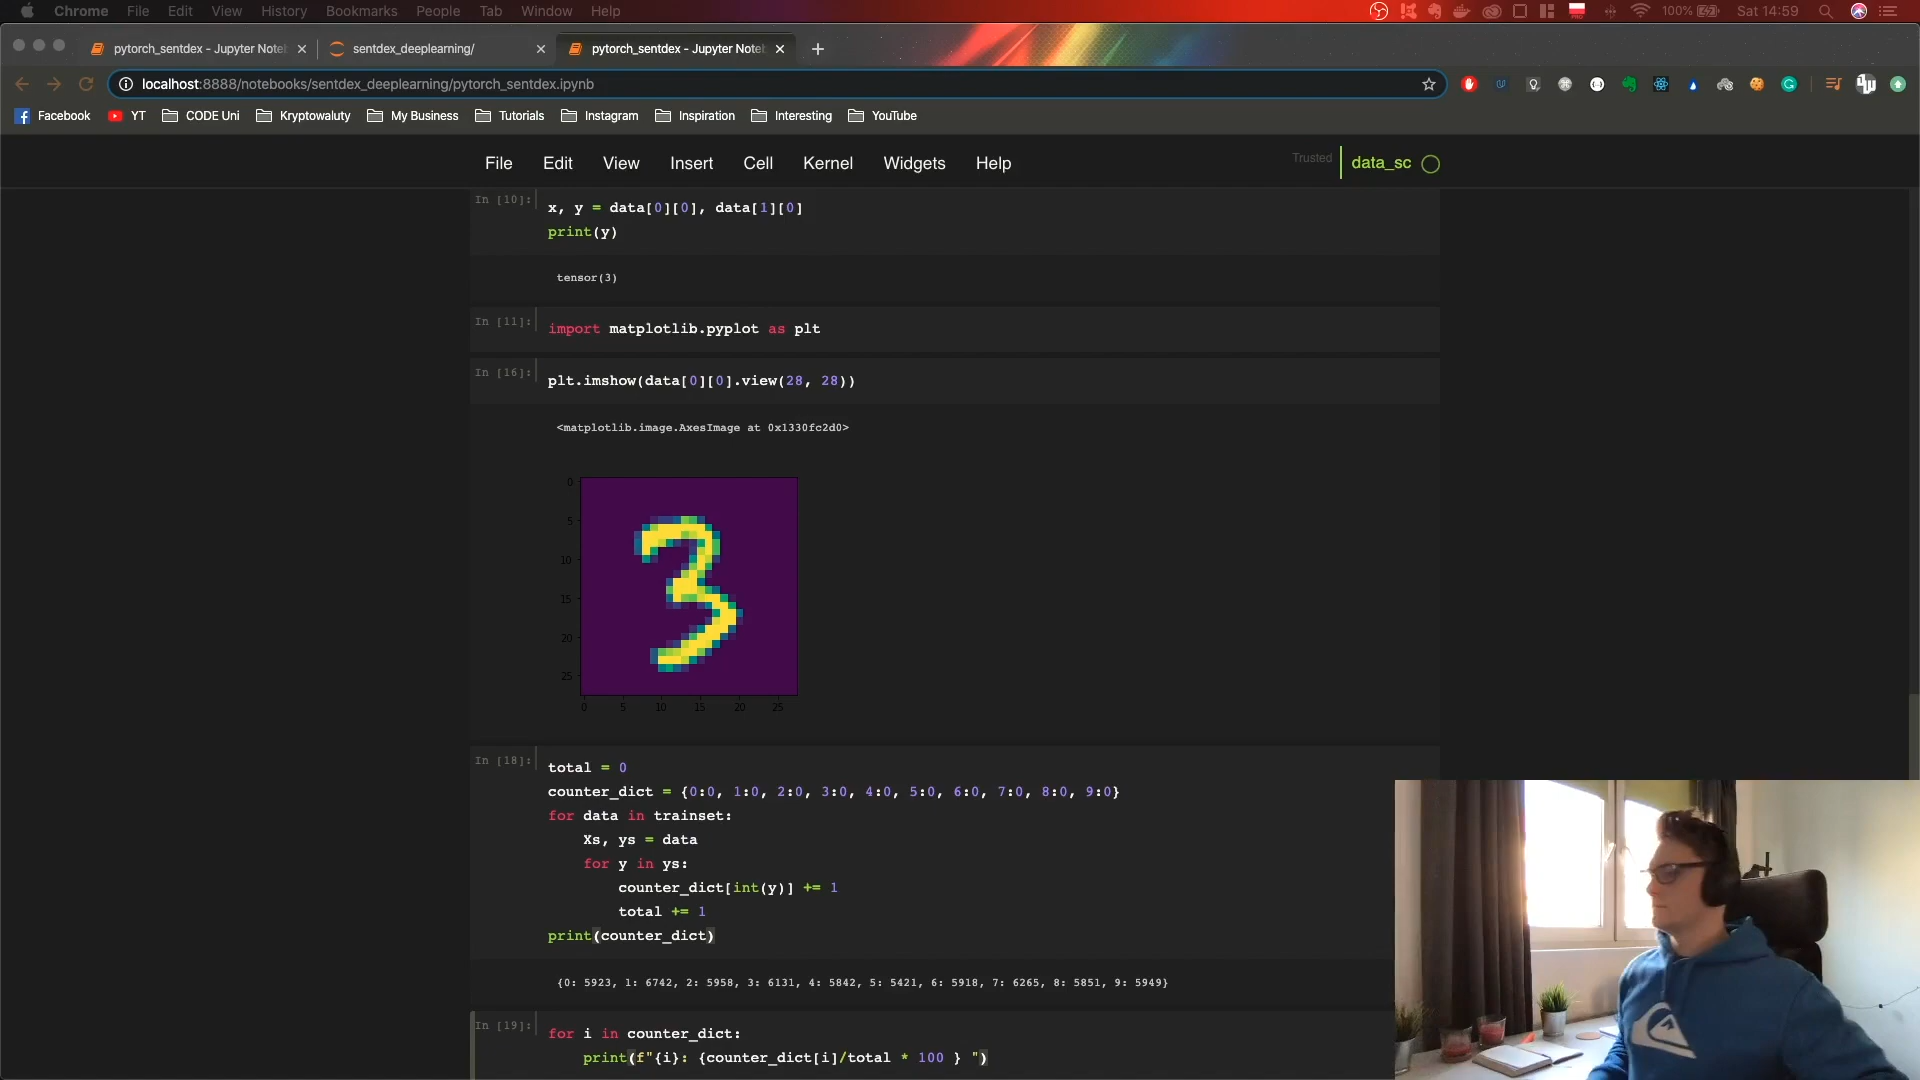 Chrome File Edit View History Bookmarks People Tab Window Help 100% Sat 14:59
pytorch_sentdex - Jupyter Note sentdex_deeplearning/ pytorch_sentdex - Jupyter Note
localhost:8888/notebooks/sentdex_deeplearning/pytorch_sentdex.ipynb
Facebook YT CODE Uni Kryptowaluty My Business Tutorials Instagram Inspiration Interesting YouTube
File Edit View Insert Cell Kernel Widgets Help Trusted data_sc
In [10]: x, y = data[0][0], data[1][0]
print(y)
tensor(3)
In [11]: import matplotlib.pyplot as plt
In [16]: plt.imshow(data[0][0].view(28, 28))
<matplotlib.image.AxesImage at 0x1330fc2d0>
0
5
10
15
20
25
0 5 10 15 20 25
3
In [18]: total = 0
counter_dict = {0:0, 1:0, 2:0, 3:0, 4:0, 5:0, 6:0, 7:0, 8:0, 9:0}
for data in trainset:
Xs, ys = data
for y in ys:
counter_dict[int(y)] += 1
total += 1
print(counter_dict)
{0: 5923, 1: 6742, 2: 5958, 3: 6131, 4: 5842, 5: 5421, 6: 5918, 7: 6265, 8: 5851, 9: 5949}
In [19]: for i in counter_dict:
print(f"{i}: {counter_dict[i]/total * 100 } ")